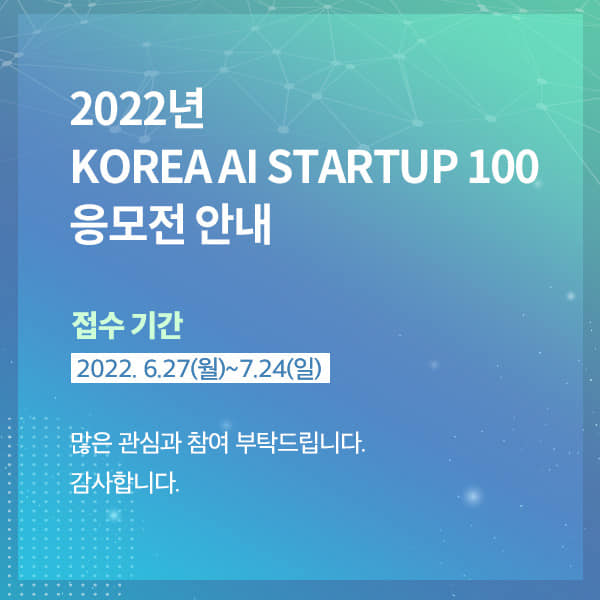 2022년
KOREA AI STARTUP 100
응모전 안내
접수 기간
2022. 6.27(월)~7.24(일)
많은 관심과 참여 부탁드립니다.
감사합니다.